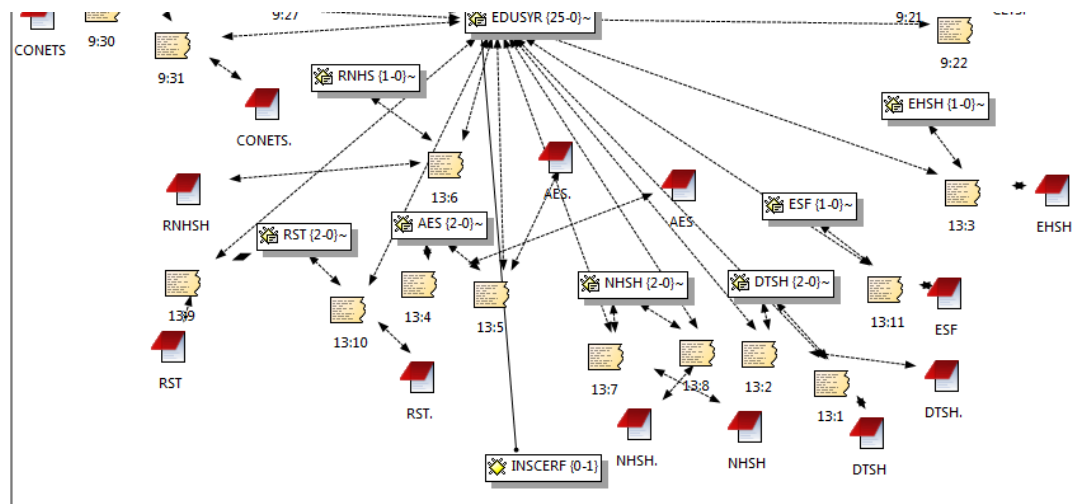 9:27
EDUSYR {25-0}~
9:21
CONETS
9:30
9:31
9:22
RNHS {1-0}~
EHSH {1-0}~
CONETS.
13:6
AES.
RNHSH
AES
ESF {1-0}~
13:3
EHSH
RST {2-0}~
AES {2-0}~
NHSH {2-0}~
DTSH {2-0}~
13:9
13:4
13:5
13:10
13:11
ESF
RST
RST.
13:7
13:8
13:2
13:1
DTSH.
NHSH.
NHSH
DTSH
INSCERF {0-1}